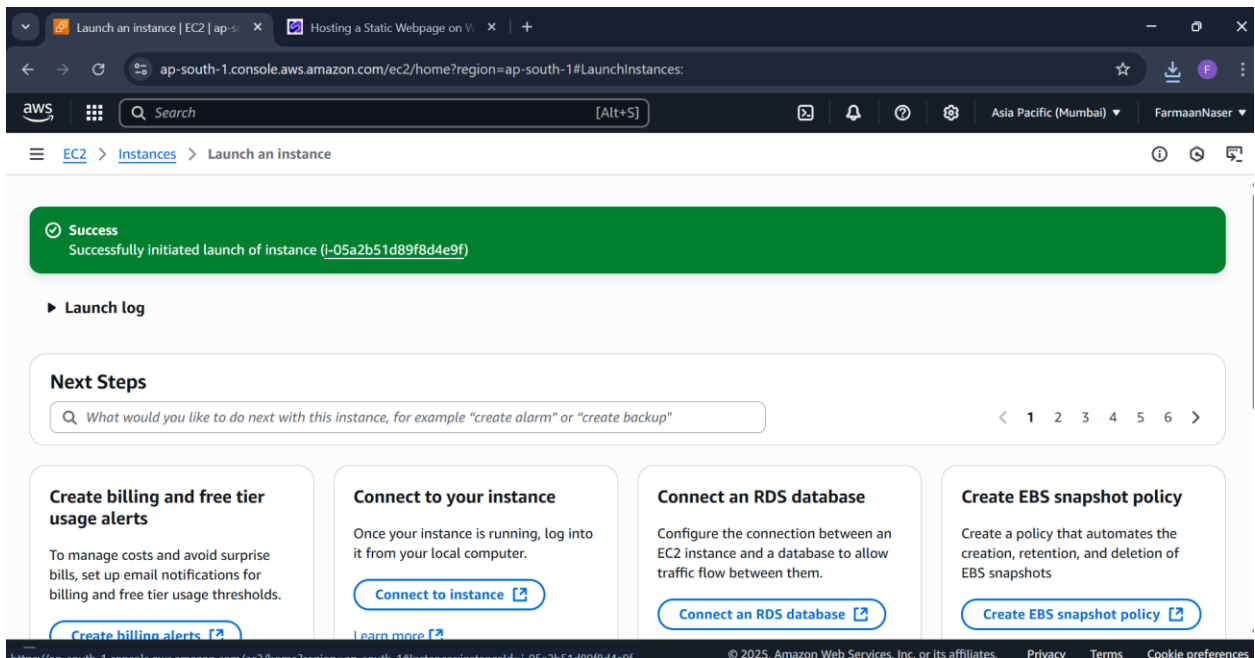 Launch an instance | EC2 | ap-s
Hosting a Static Webpage on
ap-south-1.console.aws.amazon.com/ec2/home?region=ap-south-1#LaunchInstances:
F
aws
Search
[Alt+S]
Asia Pacific (Mumbai)
FarmaanNaser
EC2 > Instances > Launch an instance
Success
Successfully initiated launch of instance (i-05a2b51d89f8d4e9f)
Launch log
Next Steps
What would you like to do next with this instance, for example "create alarm" or "create backup"
1 2 3 4 5 6
Create billing and free tier
usage alerts
To manage costs and avoid surprise
bills, set up email notifications for
billing and free tier usage thresholds.
Create billing alerts
Connect to your instance
Once your instance is running, log into
it from your local computer.
Connect to instance
Learn more
Connect an RDS database
Configure the connection between an
EC2 instance and a database to allow
traffic flow between them.
Connect an RDS database
Create EBS snapshot policy
Create a policy that automates the
creation, retention, and deletion of
EBS snapshots
Create EBS snapshot policy
© 2025, Amazon Web Services, Inc. or its affiliates.
Privacy
Terms
Cookie preferences